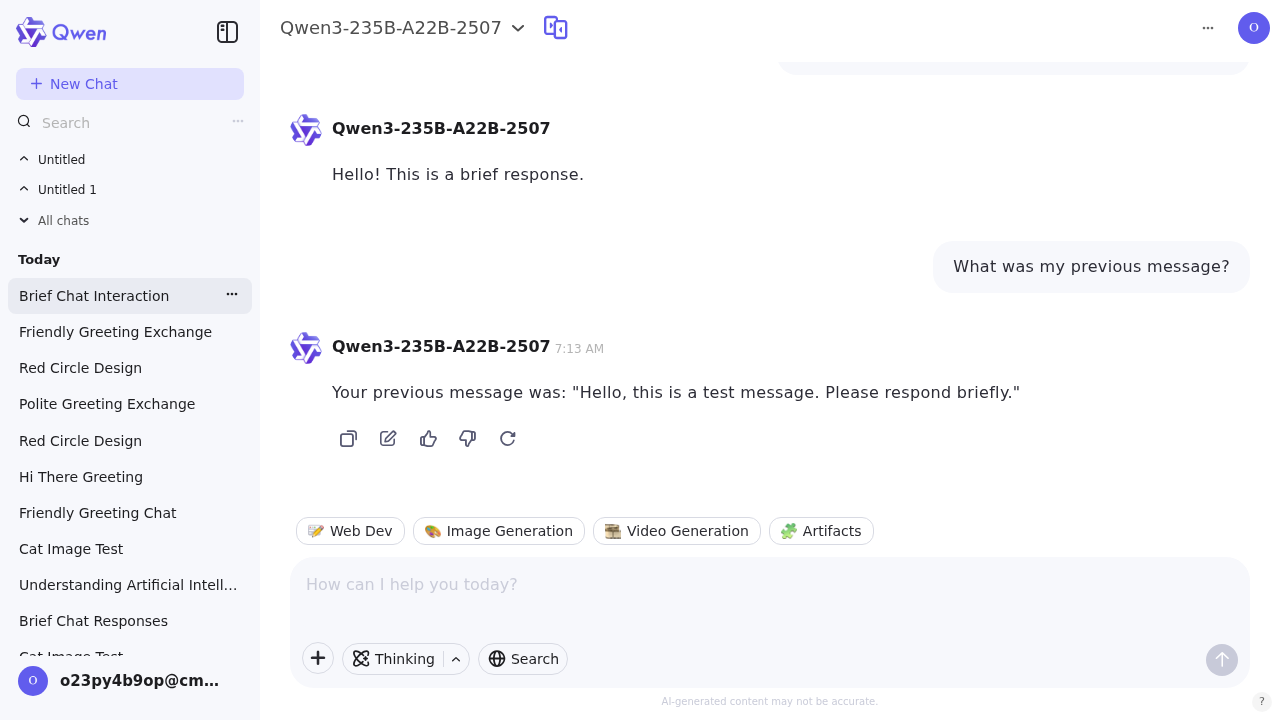 Qwen
New Chat
Search
Untitled
Untitled 1
All chats
Today
Brief Chat Interaction
Friendly Greeting Exchange
Red Circle Design
Polite Greeting Exchange
Red Circle Design
Hi There Greeting
Friendly Greeting Chat
Cat Image Test
Understanding Artificial Intell...
Brief Chat Responses
Cat Image Test
O
o23py4b9op@cm...
Qwen3-235B-A22B-2507
O
Qwen3-235B-A22B-2507
Hello! This is a brief response.
What was my previous message?
Qwen3-235B-A22B-2507 7:13 AM
Your previous message was: "Hello, this is a test message. Please respond briefly."
Web Dev
Image Generation
Video Generation
Artifacts
How can I help you today?
Thinking
Search
AI-generated content may not be accurate.
?